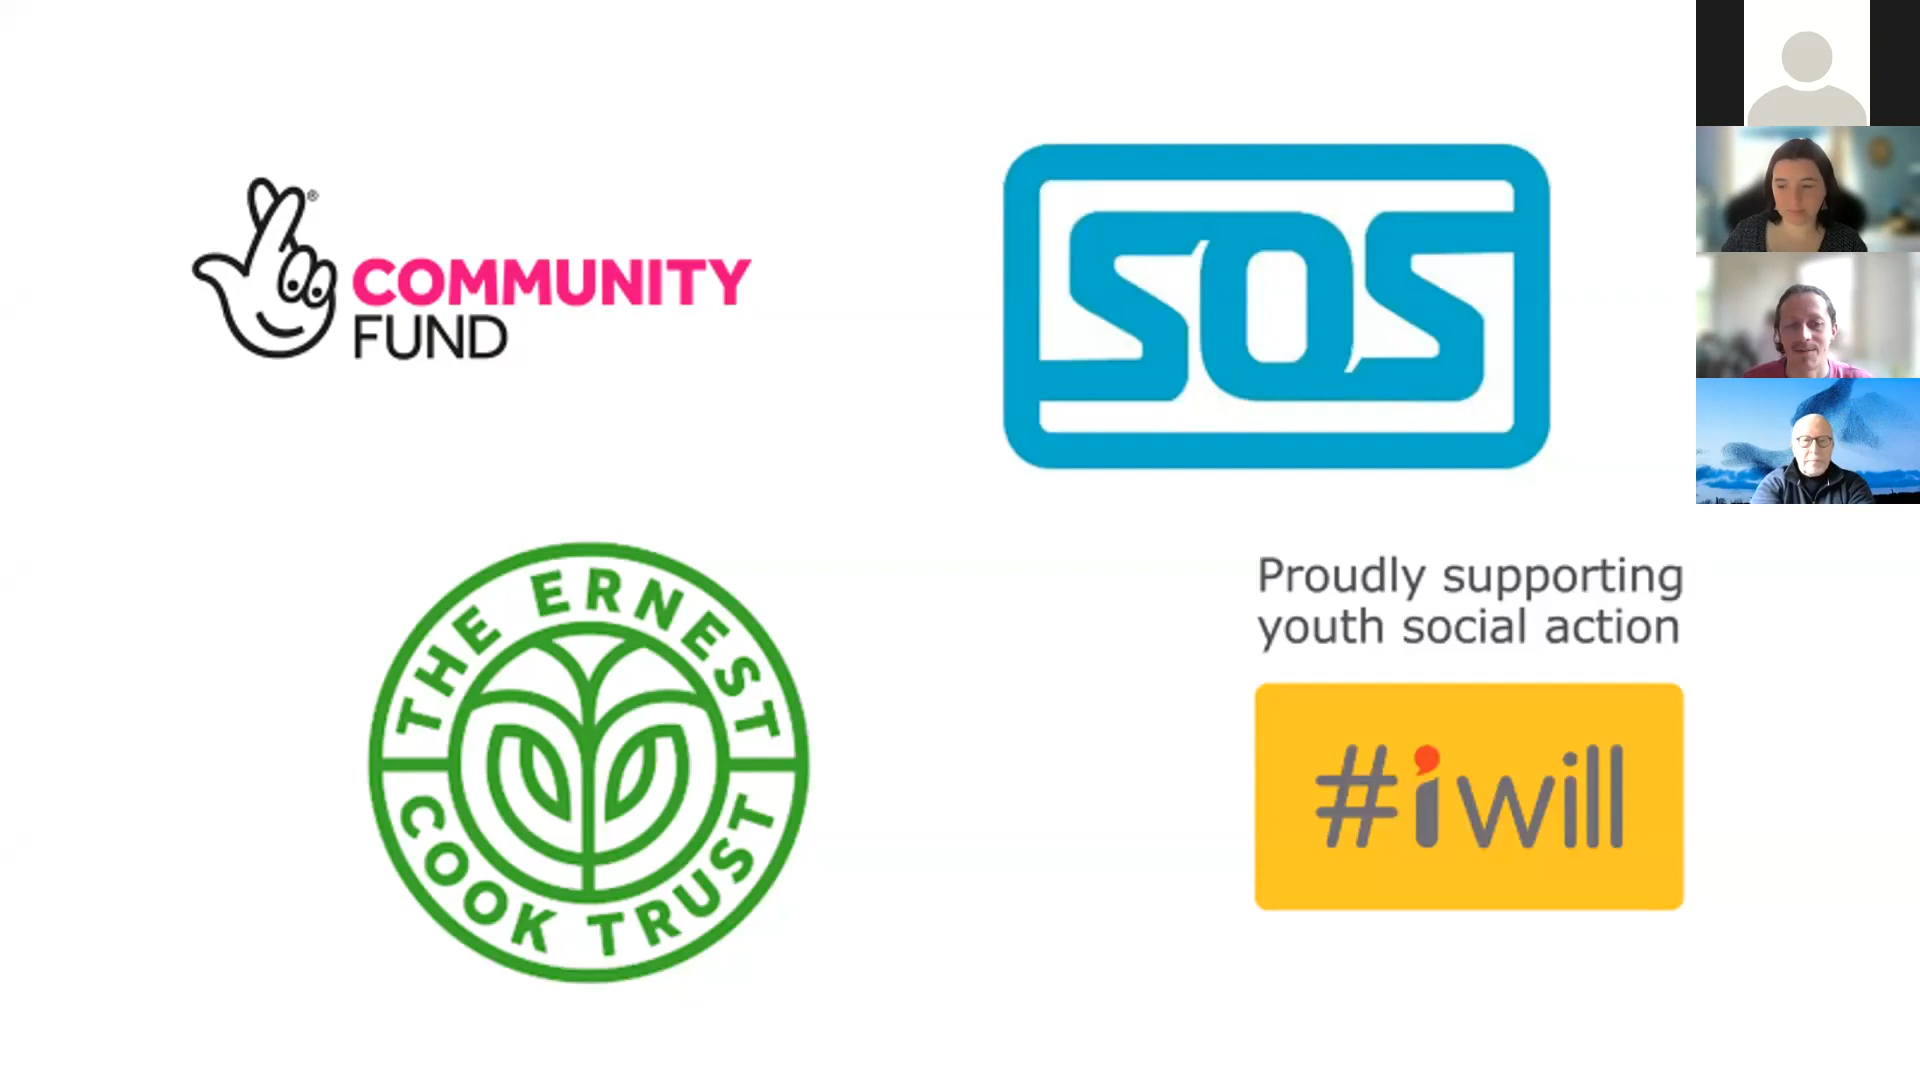 ®
COMMUNITY
FUND
SOS
THE ERNEST
COOK TRUST
Proudly supporting
youth social action
#iwill